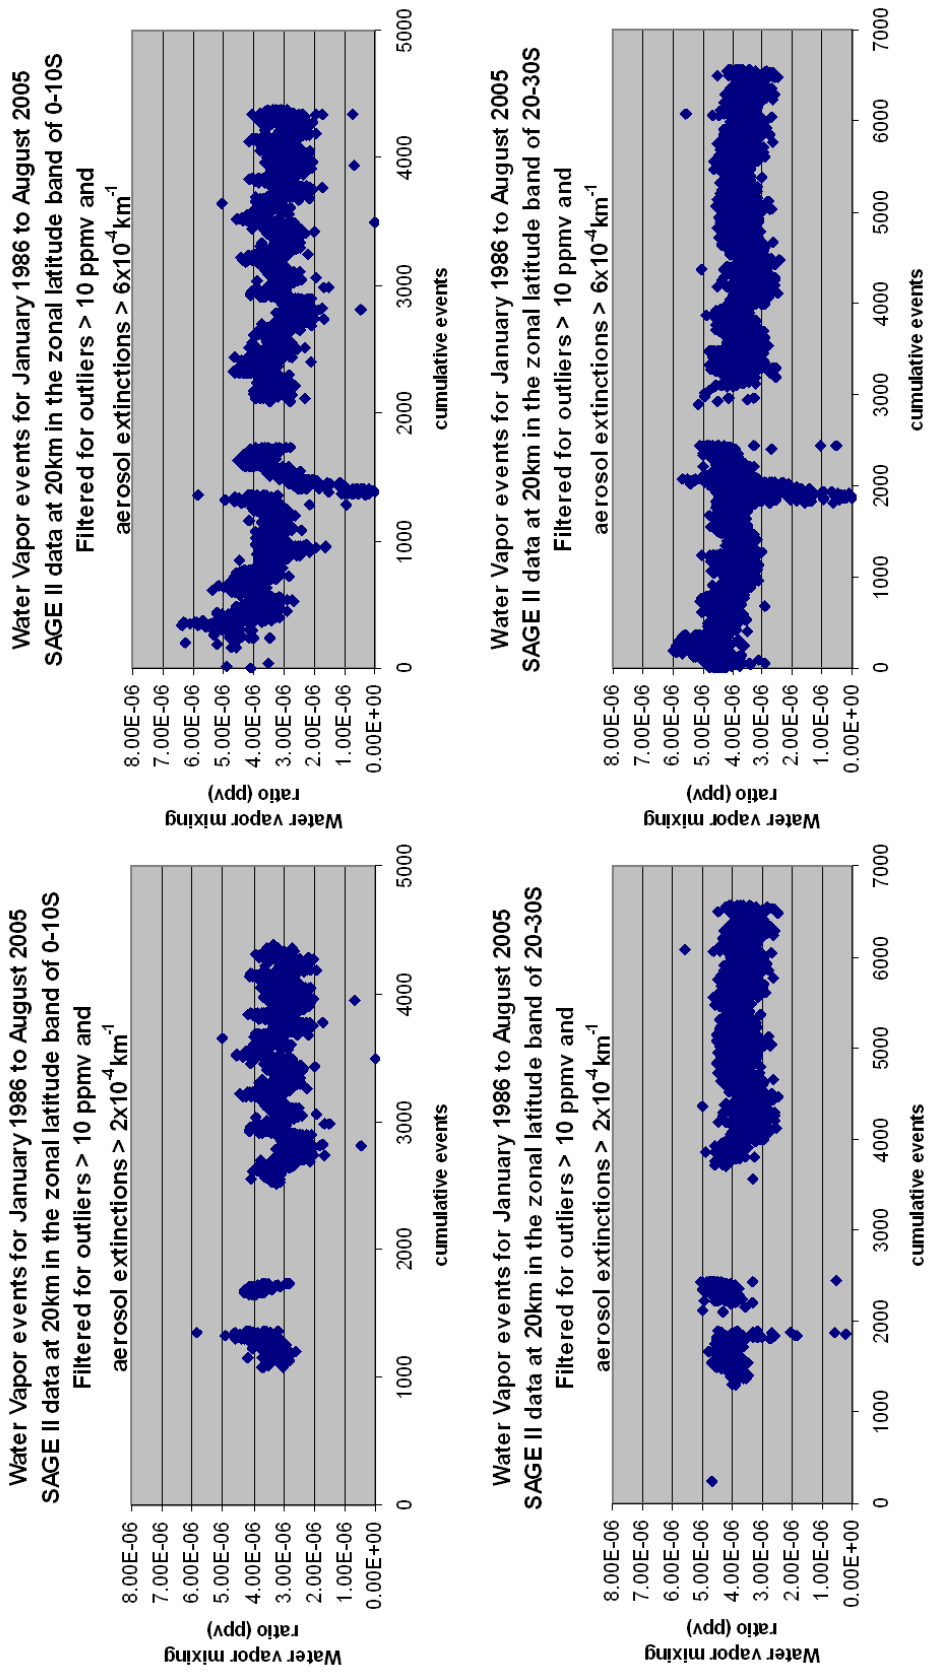 Water Vapor events for January 1986 to August 2005
SAGE II data at 20km in the zonal latitude band of 0-10S
Filtered for outliers > 10 ppmv and
aerosol extinctions > 2x10⁻⁴km⁻¹
Water vapor mixing
ratio (ppv)
8.00E-06
7.00E-06
6.00E-06
5.00E-06
4.00E-06
3.00E-06
2.00E-06
1.00E-06
0.00E+00
0 1000 2000 3000 4000 5000
cumulative events
Water Vapor events for January 1986 to August 2005
SAGE II data at 20km in the zonal latitude band of 0-10S
Filtered for outliers > 10 ppmv and
aerosol extinctions > 6x10⁻⁴km⁻¹
Water vapor mixing
ratio (ppv)
8.00E-06
7.00E-06
6.00E-06
5.00E-06
4.00E-06
3.00E-06
2.00E-06
1.00E-06
0.00E+00
0 1000 2000 3000 4000 5000
cumulative events
Water Vapor events for January 1986 to August 2005
SAGE II data at 20km in the zonal latitude band of 20-30S
Filtered for outliers > 10 ppmv and
aerosol extinctions > 2x10⁻⁴km⁻¹
Water vapor mixing
ratio (ppv)
8.00E-06
7.00E-06
6.00E-06
5.00E-06
4.00E-06
3.00E-06
2.00E-06
1.00E-06
0.00E+00
0 1000 2000 3000 4000 5000 6000 7000
cumulative events
Water Vapor events for January 1986 to August 2005
SAGE II data at 20km in the zonal latitude band of 20-30S
Filtered for outliers > 10 ppmv and
aerosol extinctions > 6x10⁻⁴km⁻¹
Water vapor mixing
ratio (ppv)
8.00E-06
7.00E-06
6.00E-06
5.00E-06
4.00E-06
3.00E-06
2.00E-06
1.00E-06
0.00E+00
0 1000 2000 3000 4000 5000 6000 7000
cumulative events